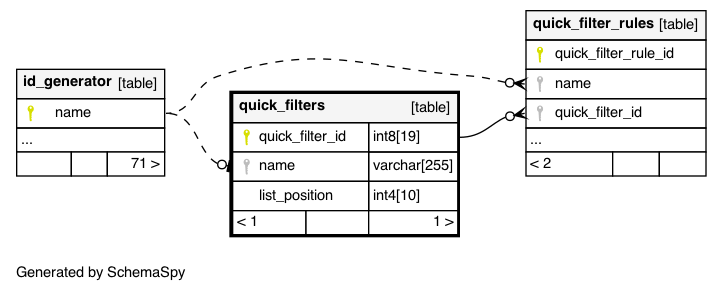 id_generator [table]
name
...
71 >
quick_filters [table]
quick_filter_id int8[19]
name varchar[255]
list_position int4[10]
< 1 1 >
quick_filter_rules [table]
quick_filter_rule_id
name
quick_filter_id
...
< 2
Generated by SchemaSpy